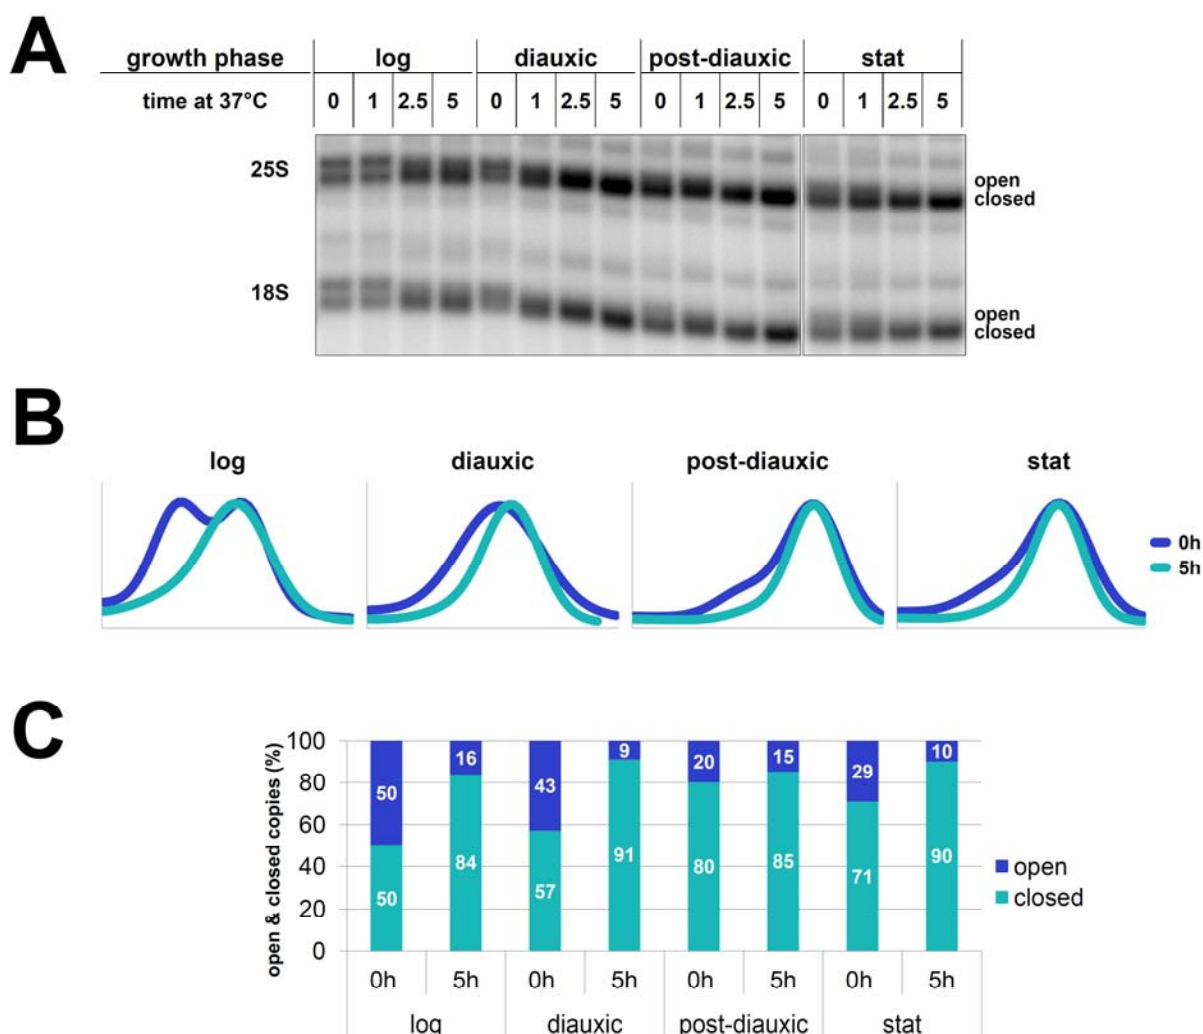 A
growth phase log diauxic post-diauxic stat
time at 37°C 0 1 2.5 5 0 1 2.5 5 0 1 2.5 5 0 1 2.5 5
25S
open
closed
18S
open
closed
B
log diauxic post-diauxic stat
0h
5h
C
open & closed copies (%)
100
80
60
40
20
0
50 16 43 9 20 15 29 10
50 84 57 91 80 85 71 90
open
closed
0h 5h 0h 5h 0h 5h 0h 5h
log diauxic post-diauxic stat